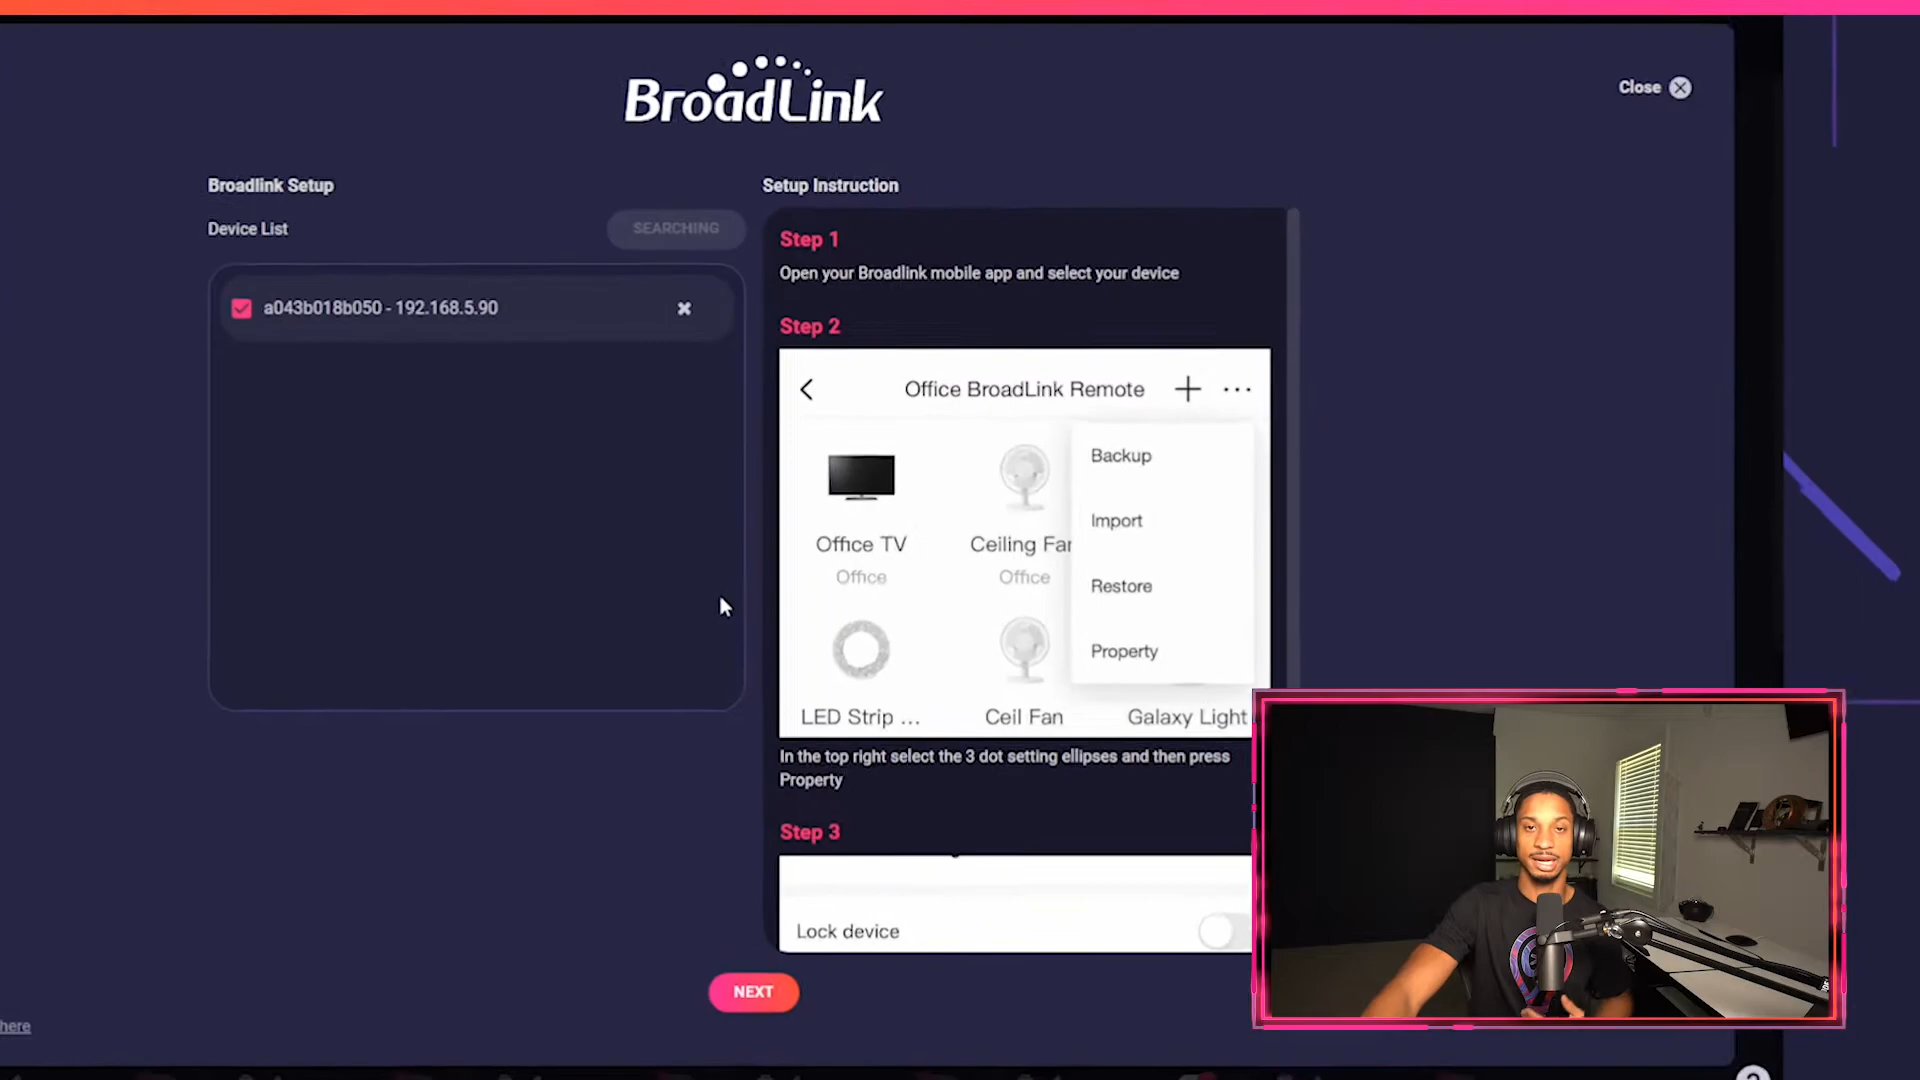 BroadLink
Close
Broadlink Setup
Device List
SEARCHING
a043b018b050 - 192.168.5.90
Setup Instruction
Step 1
Open your Broadlink mobile app and select your device
Step 2
Office BroadLink Remote
Backup
Import
Restore
Property
Office TV
Office
Ceiling Fan
Office
LED Strip ...
Ceil Fan
Galaxy Light
In the top right select the 3 dot setting ellipses and then press
Property
Step 3
Lock device
NEXT
here